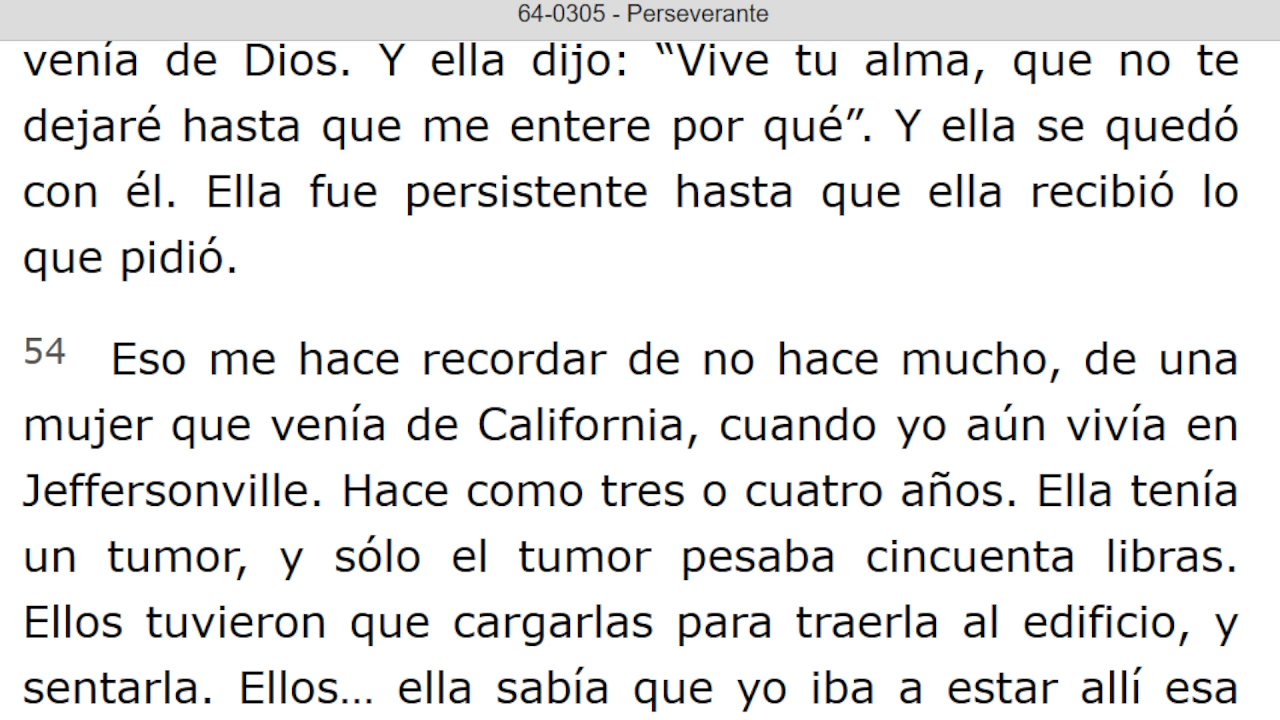 64-0305 - Perseverante
venía de Dios. Y ella dijo: “Vive tu alma, que no te
dejaré hasta que me entere por qué”. Y ella se quedó
con él. Ella fue persistente hasta que ella recibió lo
que pidió.
54 Eso me hace recordar de no hace mucho, de una
mujer que venía de California, cuando yo aún vivía en
Jeffersonville. Hace como tres o cuatro años. Ella tenía
un tumor, y sólo el tumor pesaba cincuenta libras.
Ellos tuvieron que cargarlas para traerla al edificio, y
sentarla. Ellos… ella sabía que yo iba a estar allí esa